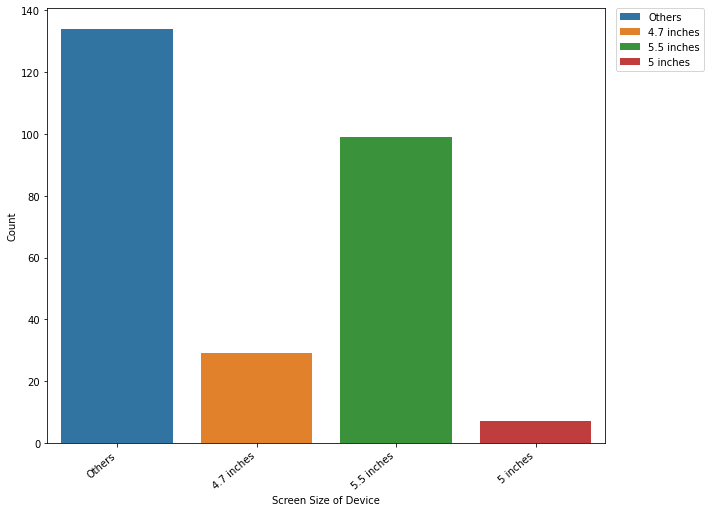 140
120
100
80
60
40
20
0
Count
Others
4.7 inches
5.5 inches
5 inches
Screen Size of Device
Others
4.7 inches
5.5 inches
5 inches